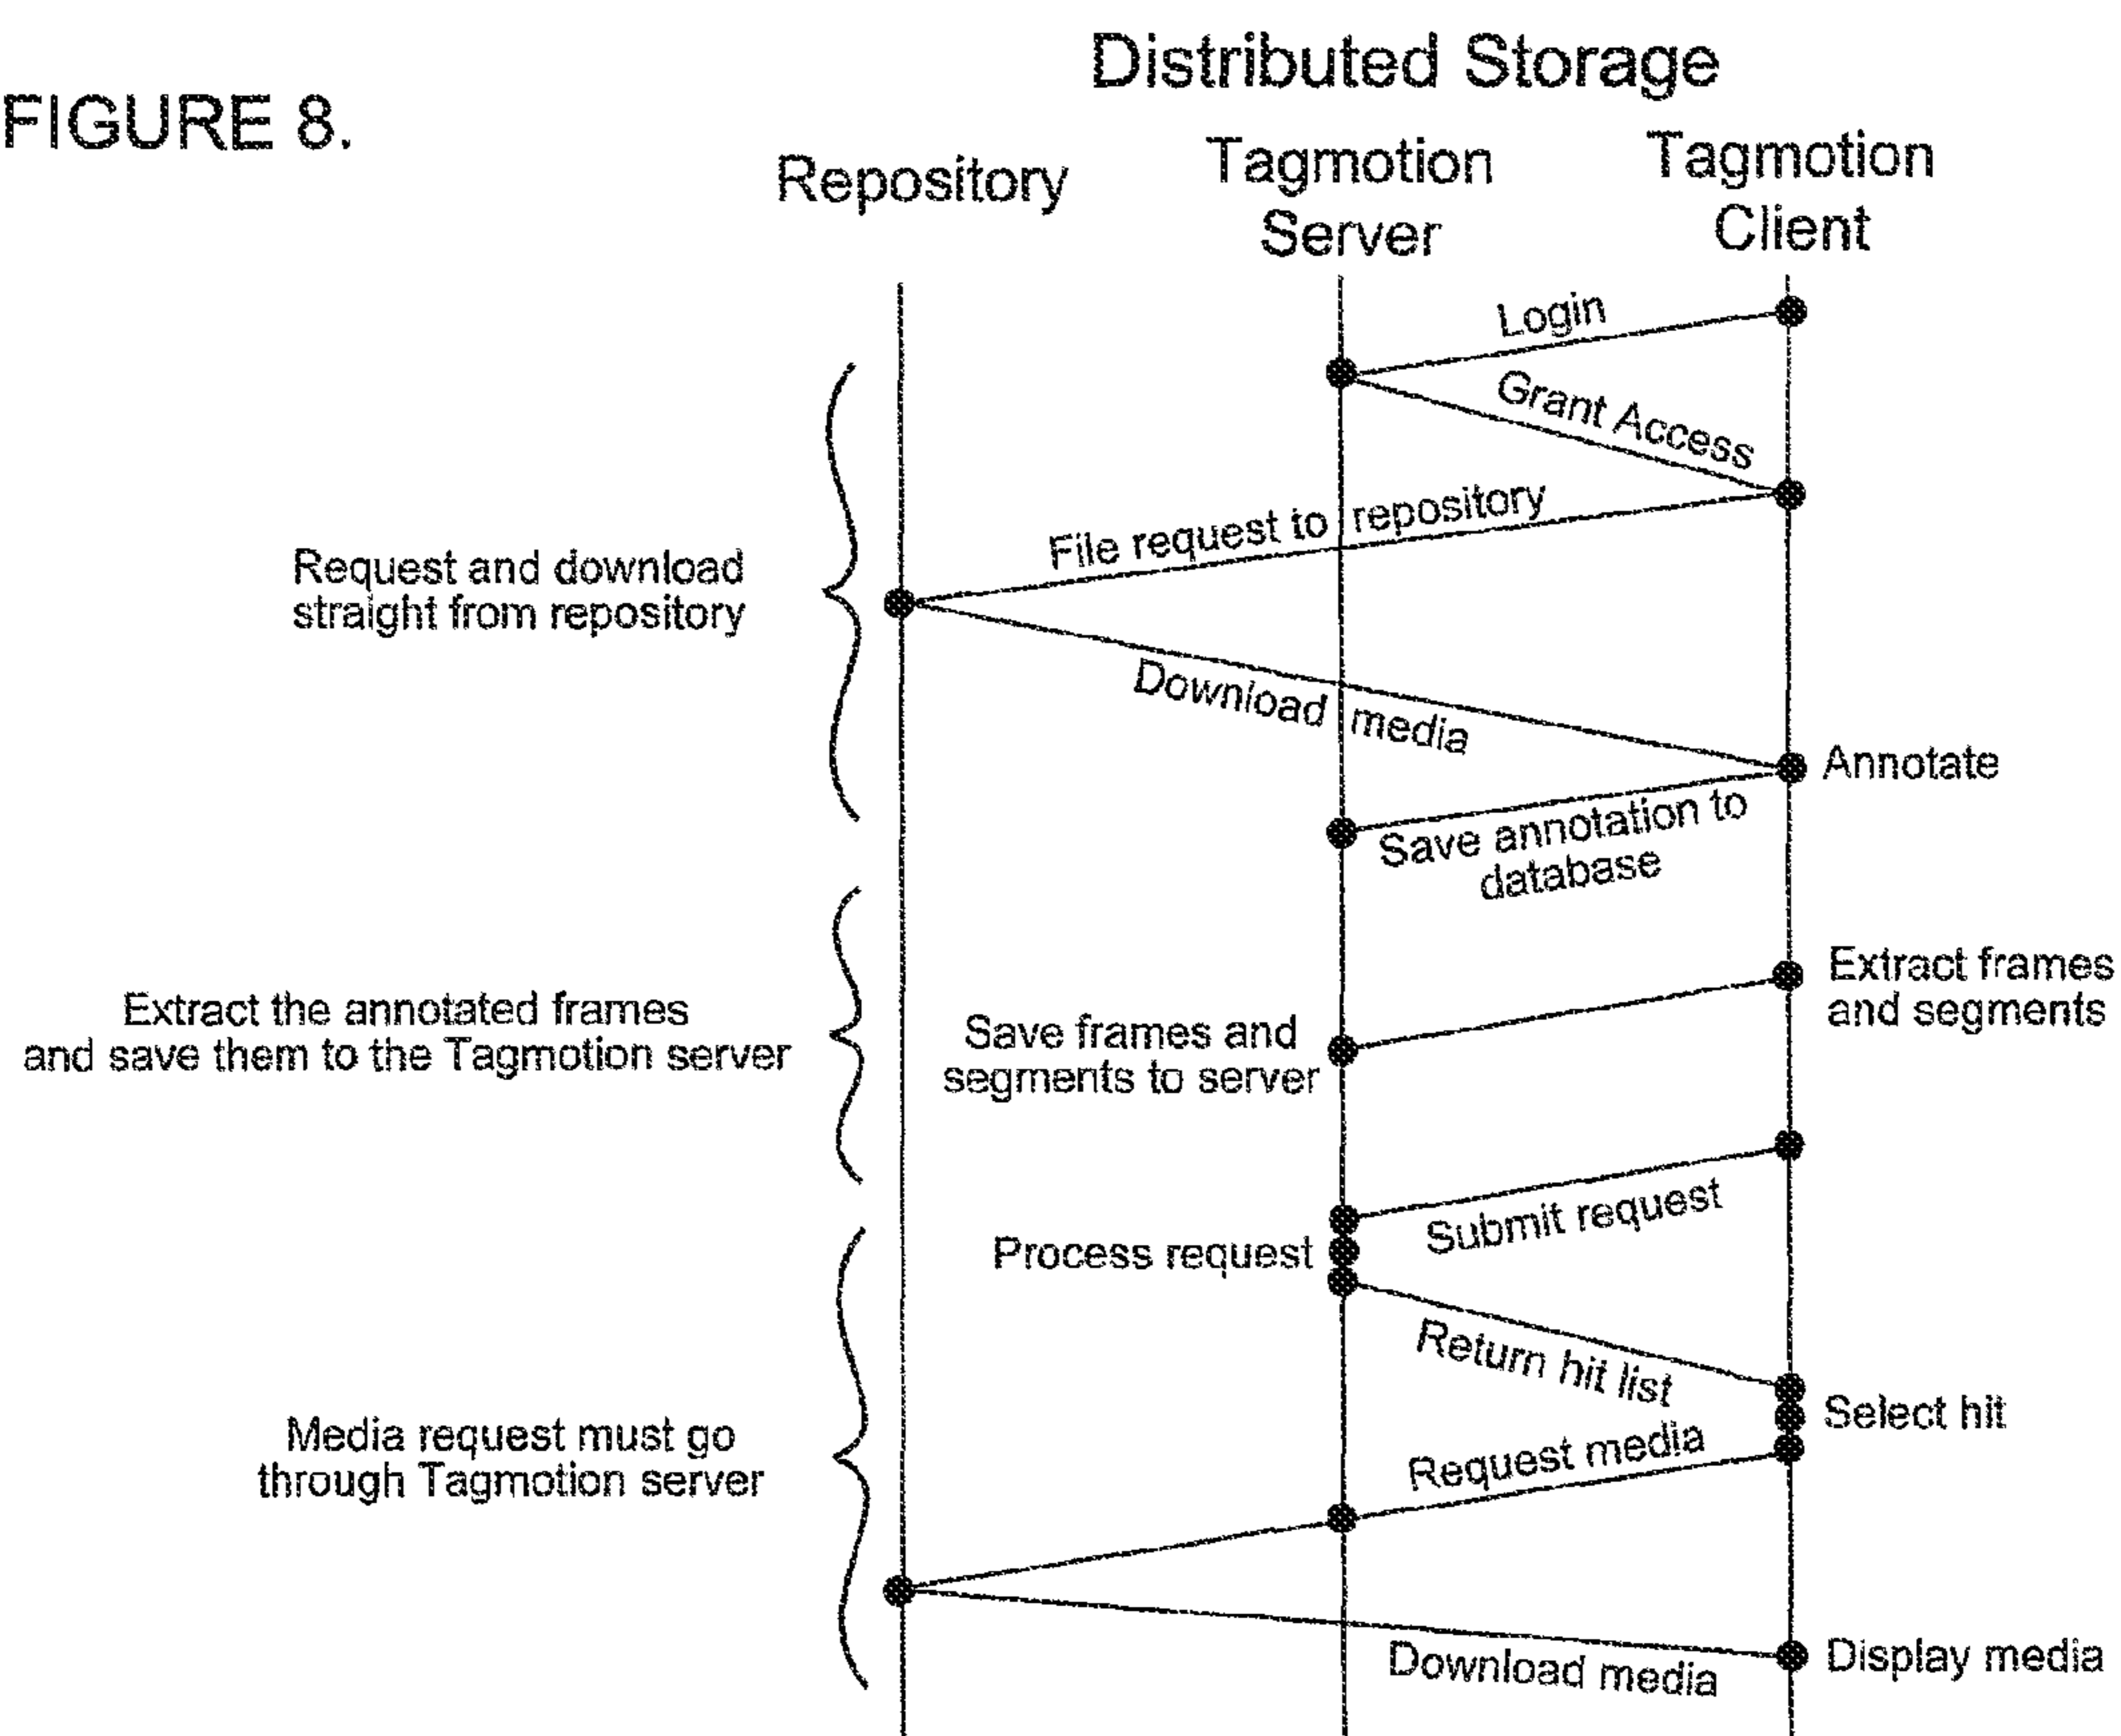 Distributed Storage
FIGURE 8.
Repository
Tagmotion
Server
Tagmotion
Client
Login
Grant Access
File request to repository
Request and download
straight from repository
Download media
Annotate
Save annotation to
database
Extract frames
and segments
Extract the annotated frames
and save them to the Tagmotion server
Save frames and
segments to server
Submit request
Process request
Return hit list
Select hit
Request media
Media request must go
through Tagmotion server
Download media
Display media